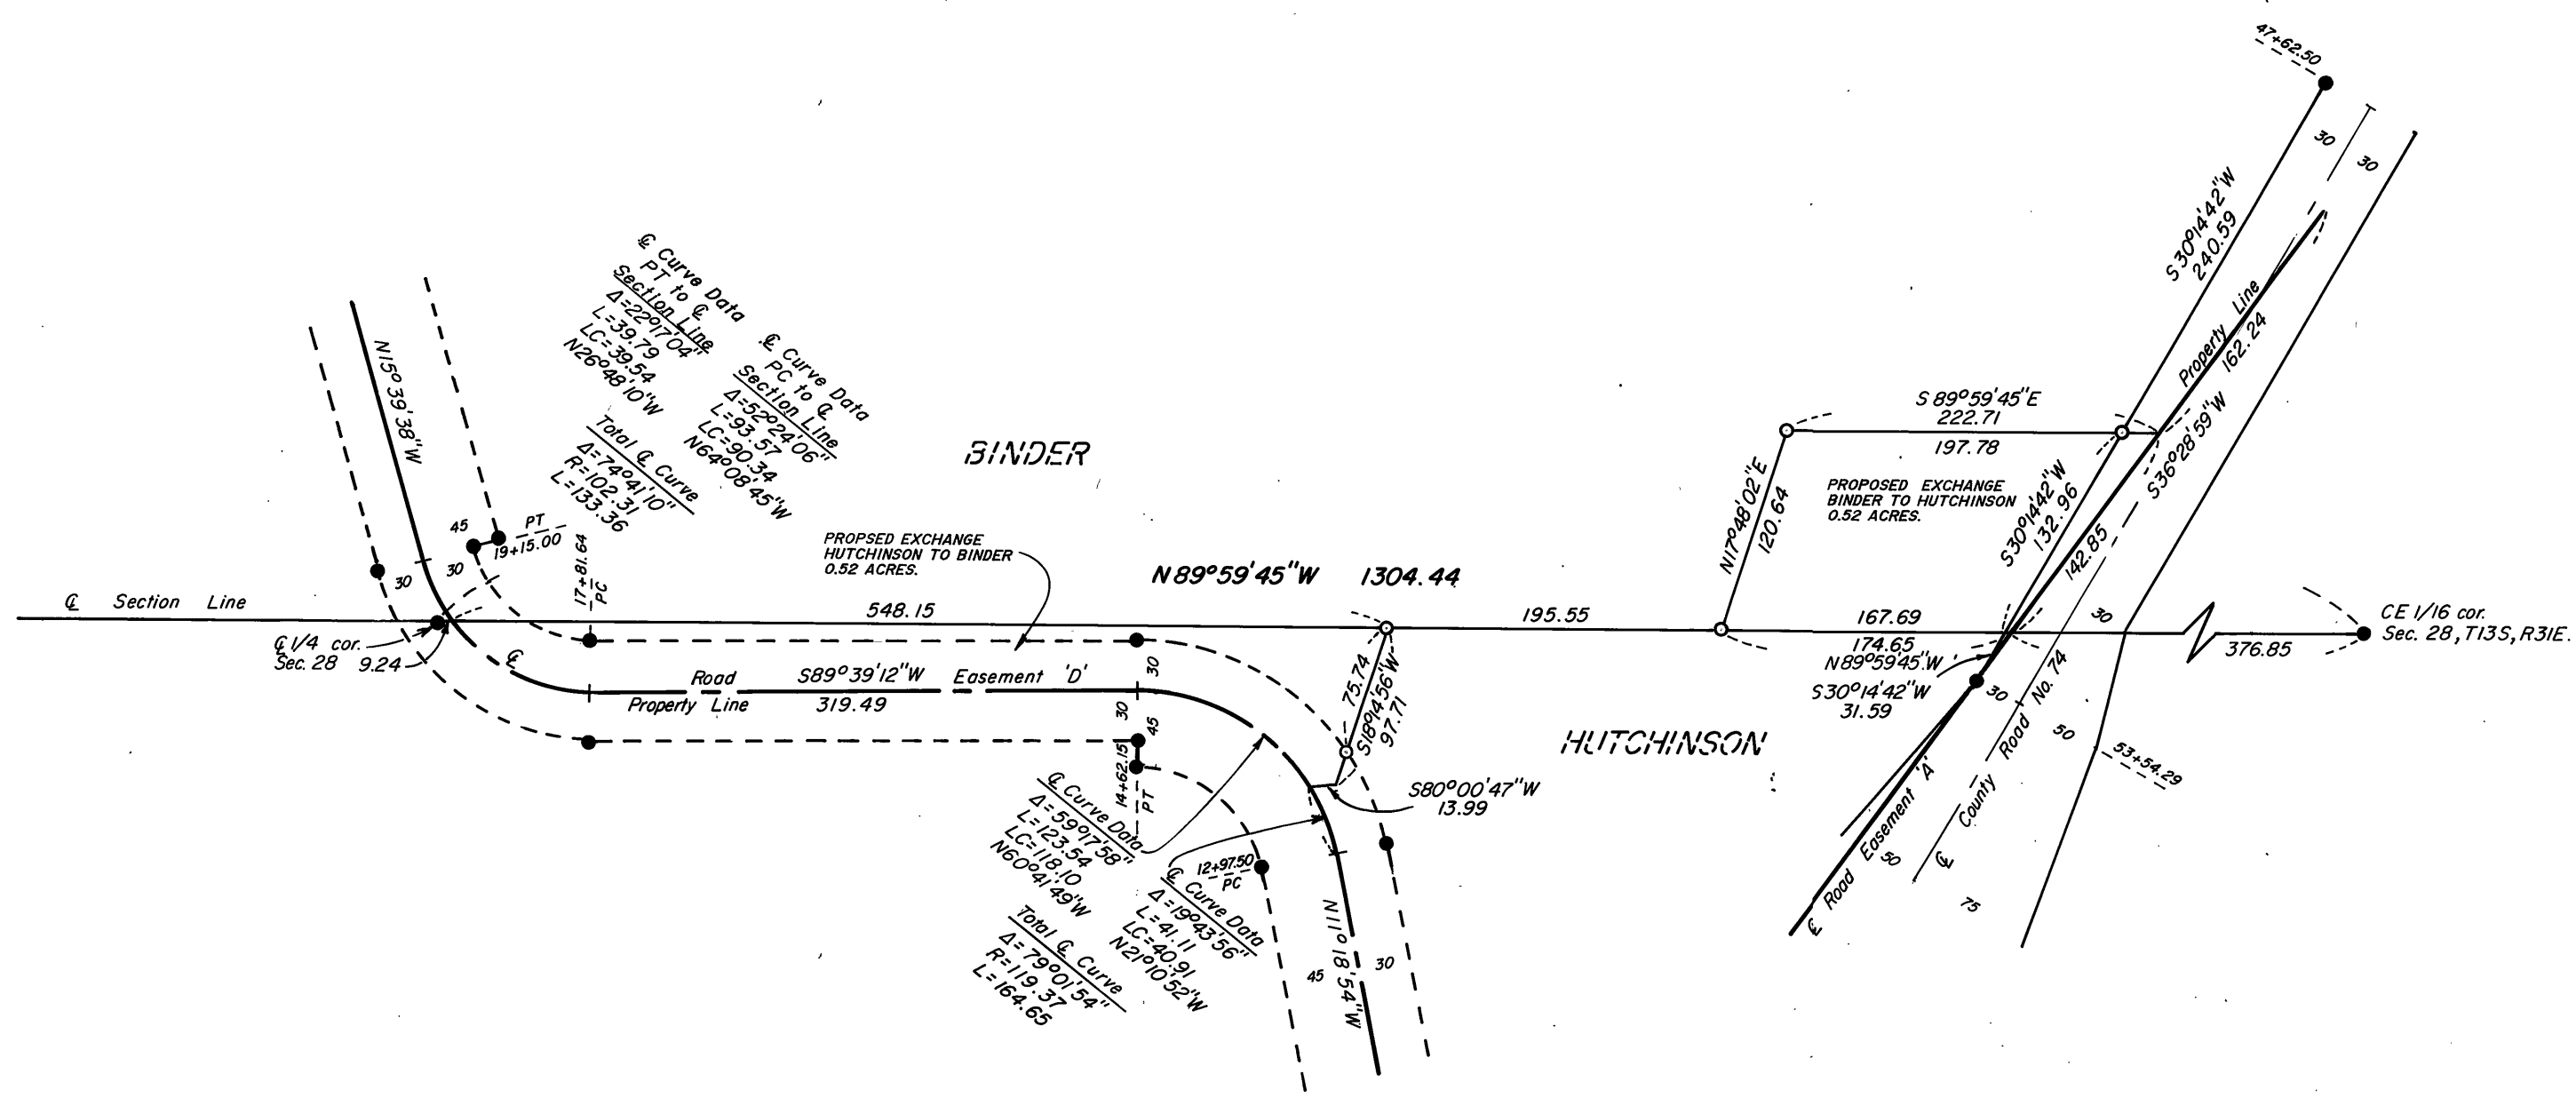 47+62.50
30
30
S30°14'42"W
240.59
Property Line
162.24
S36°28'59"W
℄ Curve Data
PT to ℄
Section Line
Δ=22°17'04"
L=39.79
LC=39.54
N26°48'10"W
℄ Curve Data
PC to ℄
Section Line
Δ=52°24'06"
L=93.57
LC=90.34
N64°08'45"W
Total ℄ Curve
Δ=74°41'10"
R=102.31
L=133.36
N15°39'38"W
BINDER
S89°59'45"E
222.71
197.78
PROPOSED EXCHANGE
BINDER TO HUTCHINSON
0.52 ACRES.
N17°48'02"E
120.64
S30°14'42"W
132.96
142.85
45
PT
19+15.00
30
30
17+81.64
PC
PROPSED EXCHANGE
HUTCHINSON TO BINDER
0.52 ACRES.
N89°59'45"W 1304.44
℄ Section Line
548.15
195.55
167.69
174.65
N89°59'45"W
30
376.85
CE 1/16 cor.
Sec. 28, T13S, R31E.
℄ 1/4 cor.
Sec. 28 9.24
℄
Road S89°39'12"W Easement 'D'
Property Line 319.49
30
30
45
14+62.15
PT
75.74
S18°14'56"W
97.71
S30°14'42"W
31.59
HUTCHINSON
30
50
53+54.29
S80°00'47"W
13.99
℄ Curve Data
Δ=59°17'58"
L=123.54
LC=118.10
N60°41'49"W
12+97.50
PC
℄ Curve Data
Δ=19°43'56"
L=41.11
LC=40.91
N21°10'52"W
Total ℄ Curve
Δ=79°01'54"
R=119.37
L=164.65
N11°18'54"W
45
30
℄ Road Easement 'A'
50
℄ County Road No. 74
75